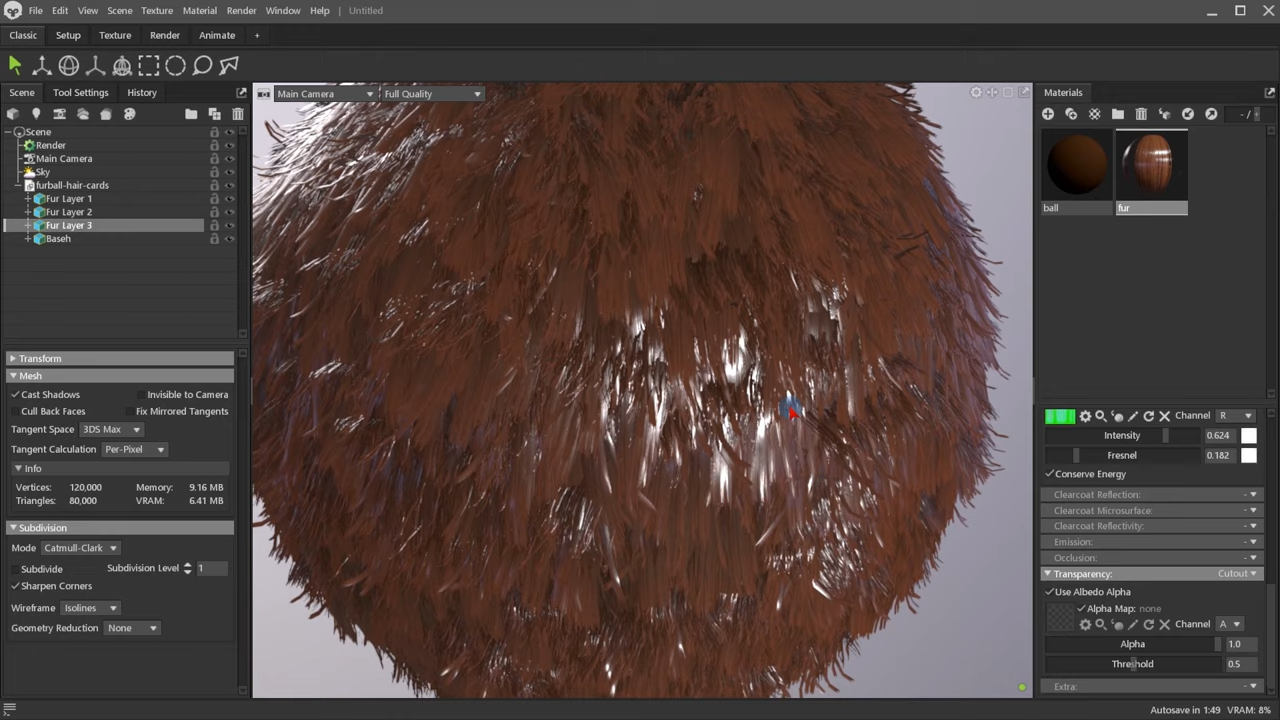 File Edit View Scene Texture Material Render Window Help | Untitled
Classic Setup Texture Render Animate +
Scene Tool Settings History
Main Camera Full Quality
Materials
- /
Scene
Render
Main Camera
Sky
furball-hair-cards
Fur Layer 1
Fur Layer 2
Fur Layer 3
Baseh
ball fur
Transform
Mesh
Cast Shadows Invisible to Camera
Cull Back Faces Fix Mirrored Tangents
Tangent Space 3DS Max
Tangent Calculation Per-Pixel
Info
Vertices: 120,000 Memory: 9.16 MB
Triangles: 80,000 VRAM: 6.41 MB
Subdivision
Mode Catmull-Clark
Subdivide Subdivision Level 1
Sharpen Corners
Wireframe Isolines
Geometry Reduction None
Channel R
Intensity 0.624
Fresnel 0.182
Conserve Energy
Clearcoat Reflection: -
Clearcoat Microsurface: -
Clearcoat Reflectivity: -
Emission: -
Occlusion: -
Transparency: Cutout
Use Albedo Alpha
Alpha Map: none
Channel A
Alpha 1.0
Threshold 0.5
Extra: -
Autosave in 1:49 VRAM: 8%